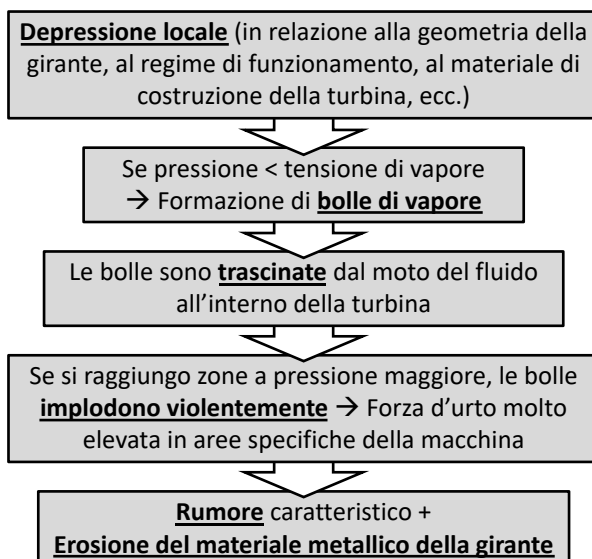 Depressione locale (in relazione alla geometria della
girante, al regime di funzionamento, al materiale di
costruzione della turbina, ecc.)
Se pressione < tensione di vapore
→ Formazione di bolle di vapore
Le bolle sono trascinate dal moto del fluido
all'interno della turbina
Se si raggiungo zone a pressione maggiore, le bolle
implodono violentemente → Forza d'urto molto
elevata in aree specifiche della macchina
Rumore caratteristico +
Erosione del materiale metallico della girante